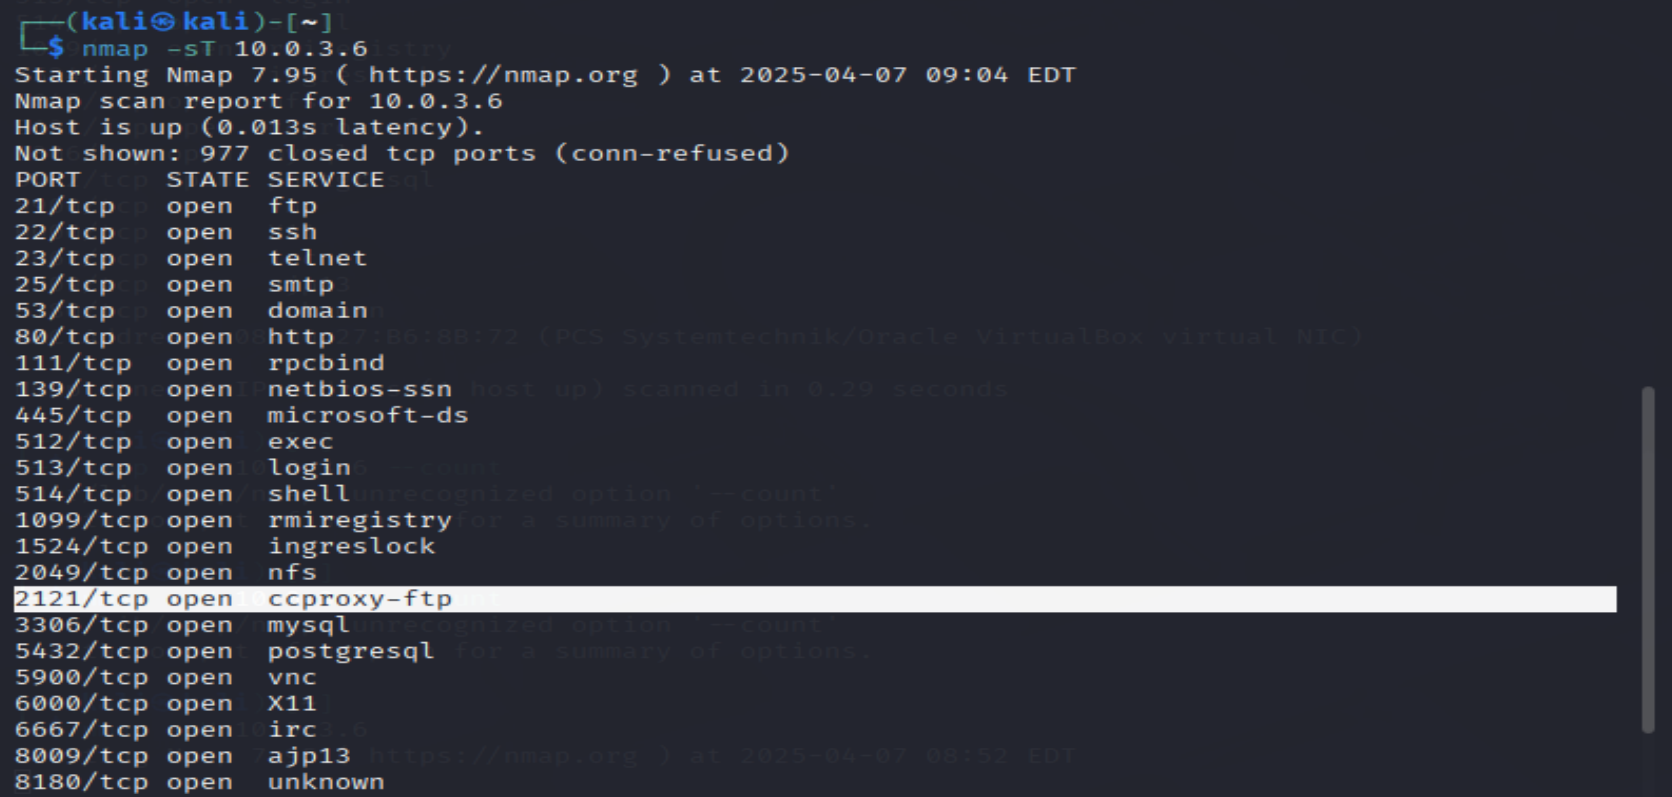 ┌──(kali㉿kali)-[~]
└─$ nmap -sT 10.0.3.6
Starting Nmap 7.95 ( https://nmap.org ) at 2025-04-07 09:04 EDT
Nmap scan report for 10.0.3.6
Host is up (0.013s latency).
Not shown: 977 closed tcp ports (conn-refused)
PORT     STATE SERVICE
21/tcp   open  ftp
22/tcp   open  ssh
23/tcp   open  telnet
25/tcp   open  smtp
53/tcp   open  domain
80/tcp   open  http
111/tcp  open  rpcbind
139/tcp  open  netbios-ssn
445/tcp  open  microsoft-ds
512/tcp  open  exec
513/tcp  open  login
514/tcp  open  shell
1099/tcp open  rmiregistry
1524/tcp open  ingreslock
2049/tcp open  nfs
2121/tcp open  ccproxy-ftp
3306/tcp open  mysql
5432/tcp open  postgresql
5900/tcp open  vnc
6000/tcp open  X11
6667/tcp open  irc
8009/tcp open  ajp13
8180/tcp open  unknown